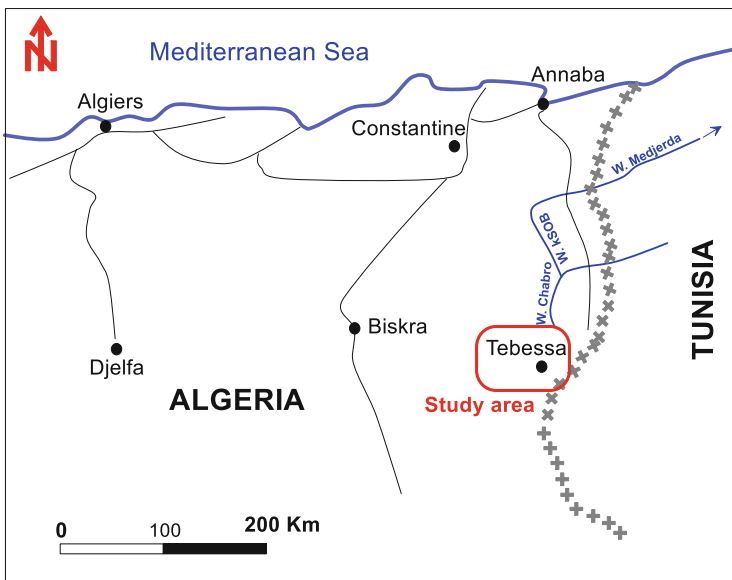 N
Mediterranean Sea
Annaba
Algiers
Constantine
W. Medjerda
W. kSOB
W. Chabro
TUNISIA
Biskra
Tebessa
Djelfa
ALGERIA
Study area
0 100 200 Km